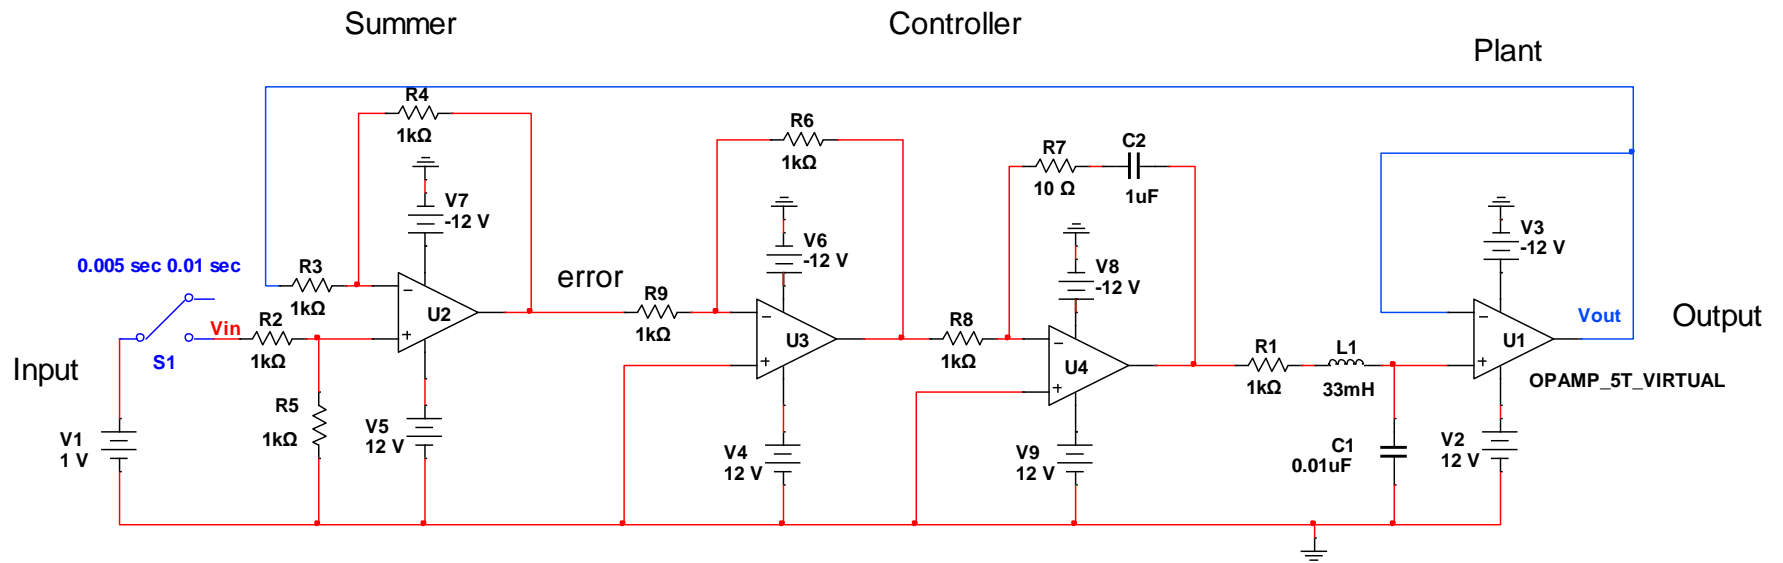 Summer
Controller
Plant
R4
1kΩ
R6
1kΩ
R7
10 Ω
C2
1uF
V7
-12 V
V6
-12 V
V8
-12 V
V3
-12 V
0.005 sec 0.01 sec
R3
1kΩ
error
U2
R9
1kΩ
U3
R8
1kΩ
U4
R1
1kΩ
L1
33mH
U1
Vout
Output
OPAMP_5T_VIRTUAL
Vin
R2
1kΩ
S1
Input
R5
1kΩ
V1
1 V
V5
12 V
V4
12 V
V9
12 V
C1
0.01uF
V2
12 V